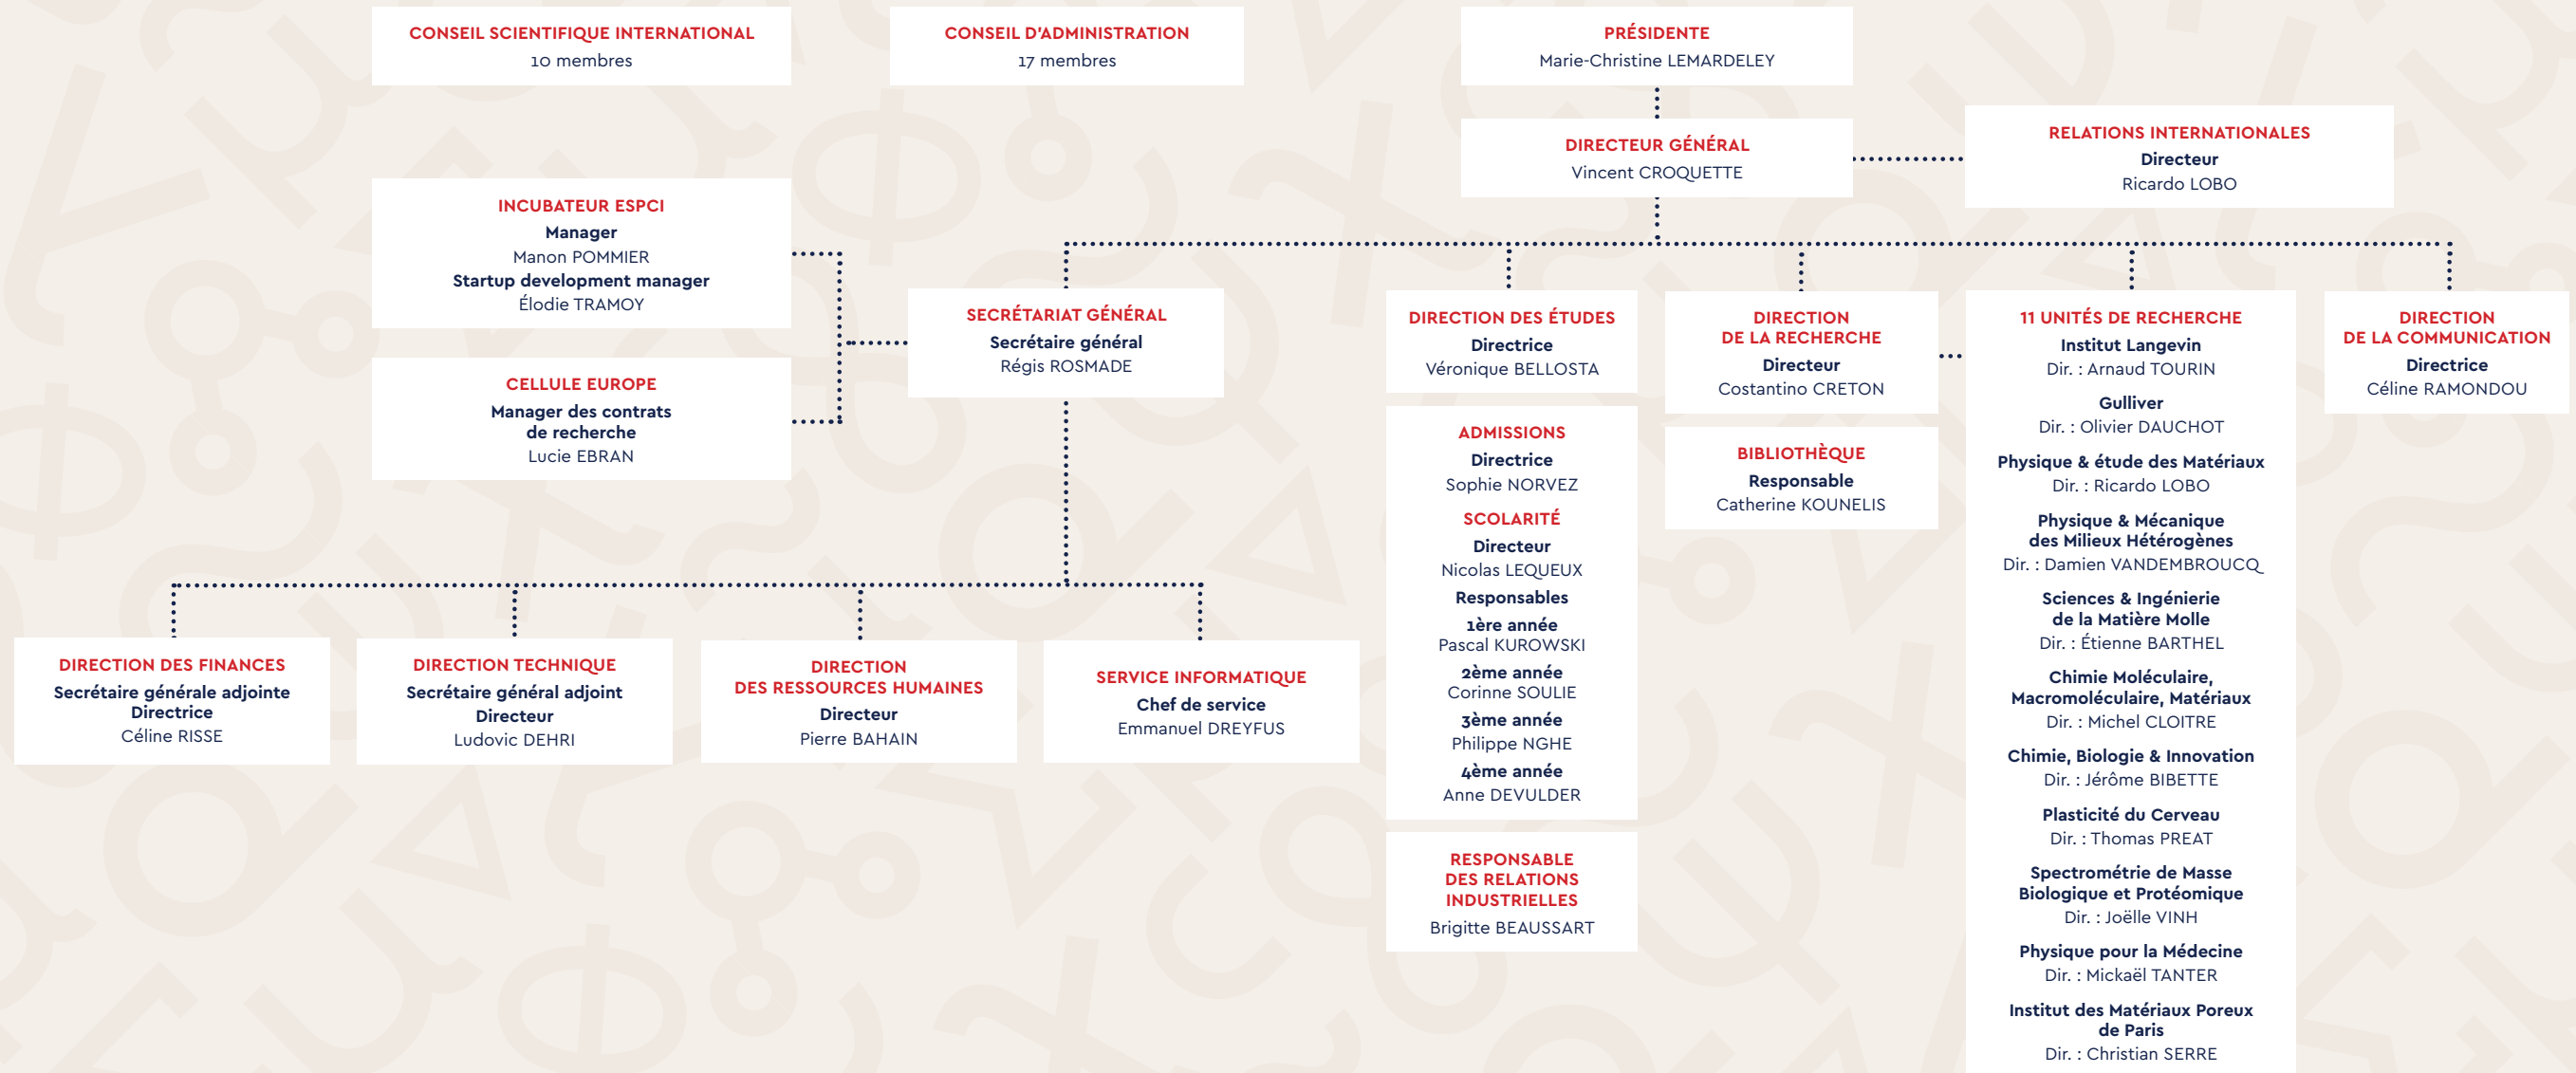 CONSEIL SCIENTIFIQUE INTERNATIONAL
10 membres
CONSEIL D'ADMINISTRATION
17 membres
PRÉSIDENTE
Marie-Christine LEMARDELEY
DIRECTEUR GÉNÉRAL
Vincent CROQUETTE
RELATIONS INTERNATIONALES
Directeur
Ricardo LOBO
INCUBATEUR ESPCI
Manager
Manon POMMIER
Startup development manager
Élodie TRAMOY
CELLULE EUROPE
Manager des contrats
de recherche
Lucie EBRAN
SECRÉTARIAT GÉNÉRAL
Secrétaire général
Régis ROSMADE
DIRECTION DES ÉTUDES
Directrice
Véronique BELLOSTA
ADMISSIONS
Directrice
Sophie NORVEZ
SCOLARITÉ
Directeur
Nicolas LEQUEUX
Responsables
1ère année
Pascal KUROWSKI
2ème année
Corinne SOULIE
3ème année
Philippe NGHE
4ème année
Anne DEVULDER
RESPONSABLE
DES RELATIONS
INDUSTRIELLES
Brigitte BEAUSSART
DIRECTION
DE LA RECHERCHE
Directeur
Costantino CRETON
BIBLIOTHÈQUE
Responsable
Catherine KOUNELIS
11 UNITÉS DE RECHERCHE
Institut Langevin
Dir. : Arnaud TOURIN
Gulliver
Dir. : Olivier DAUCHOT
Physique & étude des Matériaux
Dir. : Ricardo LOBO
Physique & Mécanique
des Milieux Hétérogènes
Dir. : Damien VANDEMBROUCQ
Sciences & Ingénierie
de la Matière Molle
Dir. : Étienne BARTHEL
Chimie Moléculaire,
Macromoléculaire, Matériaux
Dir. : Michel CLOITRE
Chimie, Biologie & Innovation
Dir. : Jérôme BIBETTE
Plasticité du Cerveau
Dir. : Thomas PREAT
Spectrométrie de Masse
Biologique et Protéomique
Dir. : Joëlle VINH
Physique pour la Médecine
Dir. : Mickaël TANTER
Institut des Matériaux Poreux
de Paris
Dir. : Christian SERRE
DIRECTION
DE LA COMMUNICATION
Directrice
Céline RAMONDOU
DIRECTION DES FINANCES
Secrétaire générale adjointe
Directrice
Céline RISSE
DIRECTION TECHNIQUE
Secrétaire général adjoint
Directeur
Ludovic DEHRI
DIRECTION
DES RESSOURCES HUMAINES
Directeur
Pierre BAHAIN
SERVICE INFORMATIQUE
Chef de service
Emmanuel DREYFUS